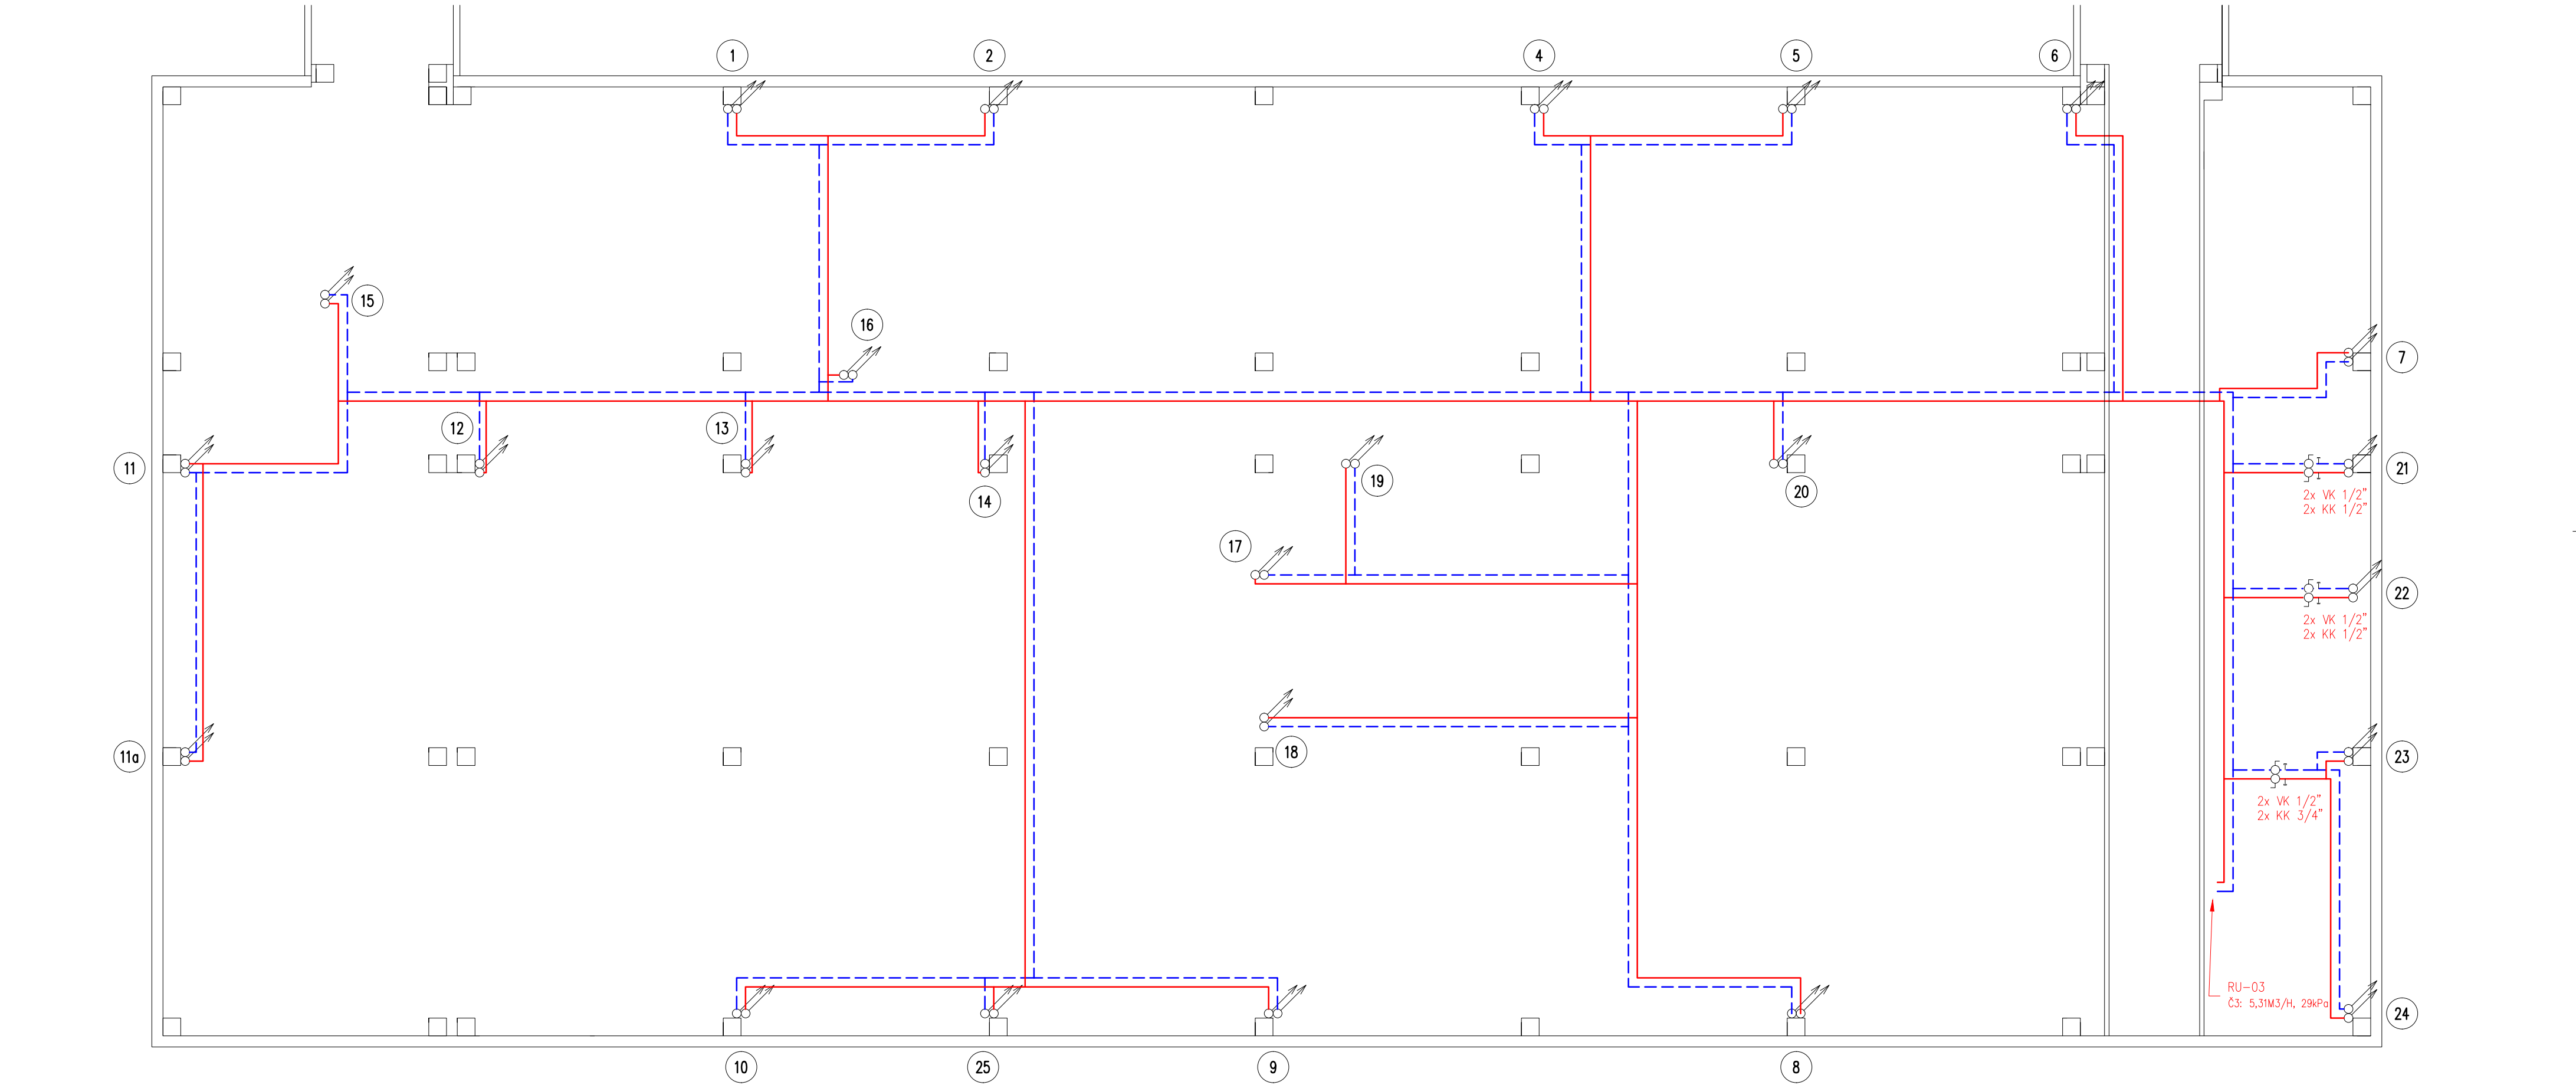 1
2
4
5
6
15
16
7
12
13
11
21
14
19
20
2x VK 1/2"
2x KK 1/2"
17
22
2x VK 1/2"
2x KK 1/2"
11a
18
23
2x VK 1/2"
2x KK 3/4"
RU-03
Č3: 5,31M3/H, 29kPa
24
10
25
9
8